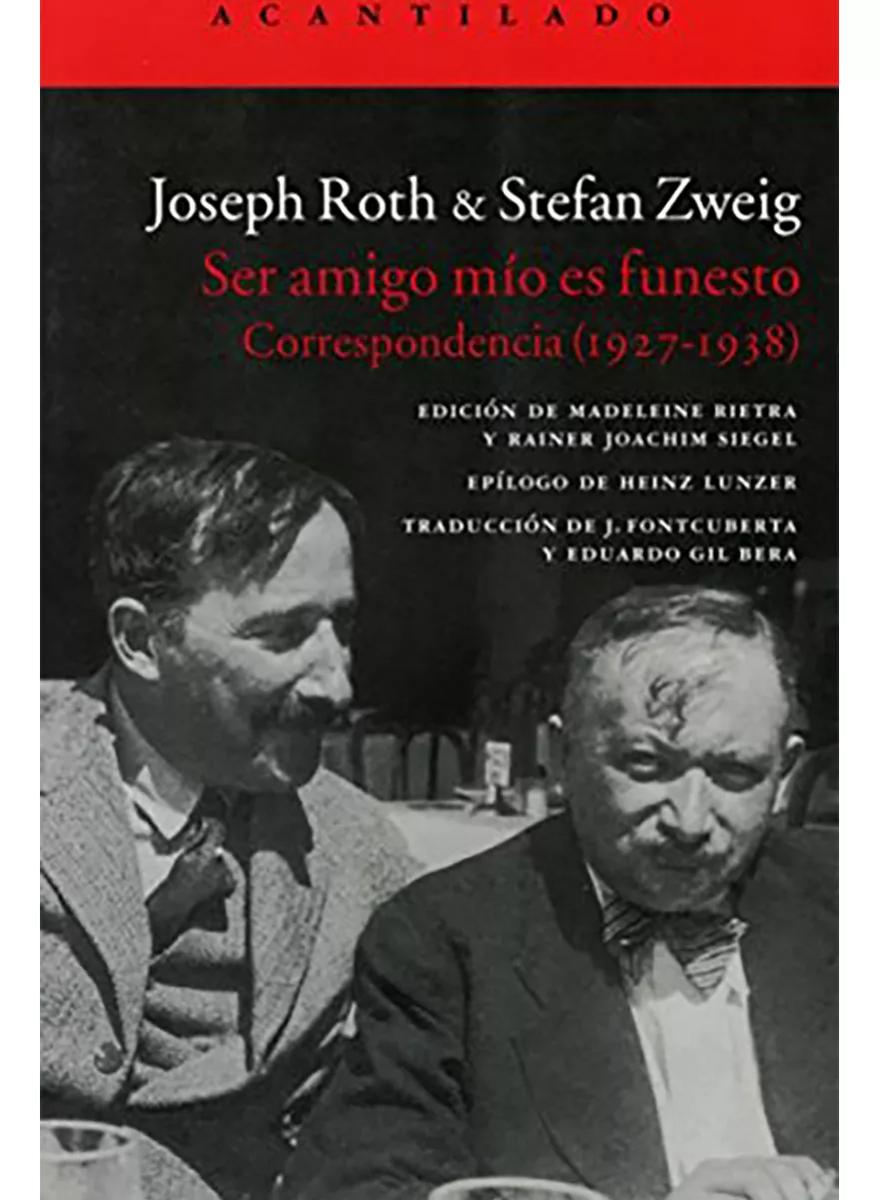 ACANTILADO
Joseph Roth & Stefan Zweig
Ser amigo mío es funesto
Correspondencia (1927-1938)
EDICIÓN DE MADELEINE RIETRA
Y RAINER JOACHIM SIEGEL
EPÍLOGO DE HEINZ LUNZER
TRADUCCIÓN DE J. FONTCUBERTA
Y EDUARDO GIL BERA